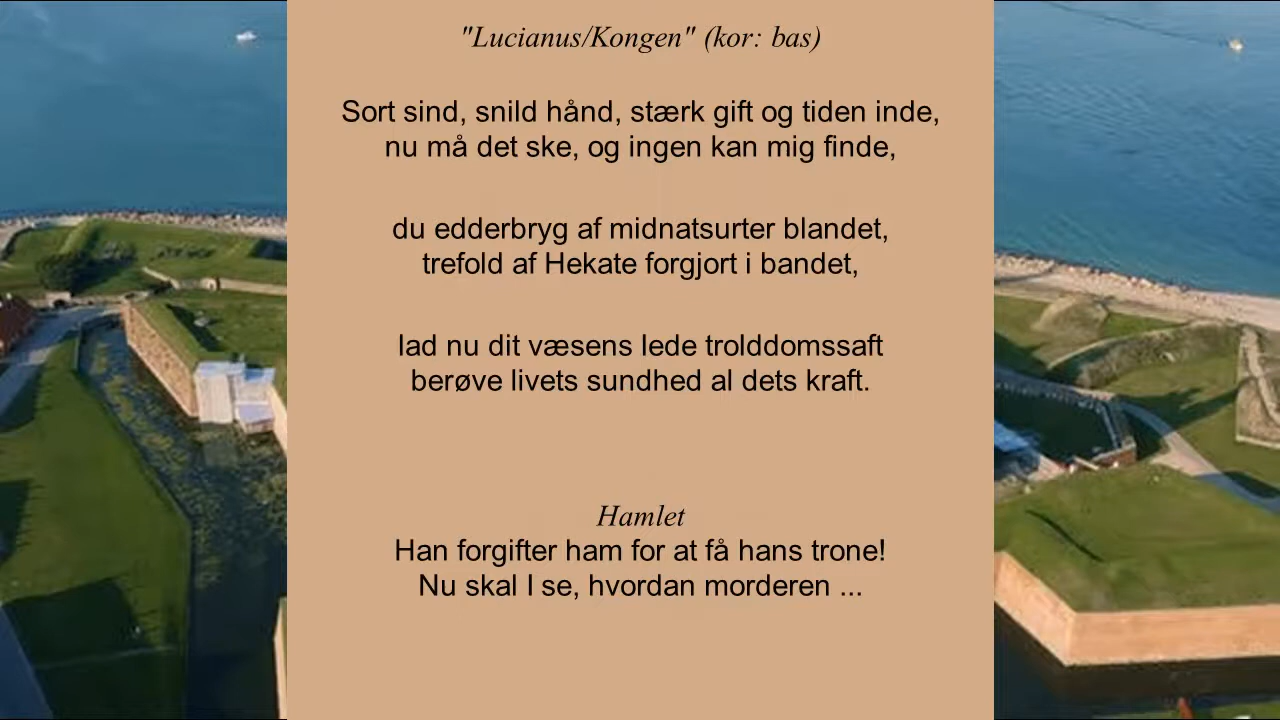 "Lucianus/Kongen" (kor: bas)
Sort sind, snild hånd, stærk gift og tiden inde,
nu må det ske, og ingen kan mig finde,
du edderbryg af midnatsurter blandet,
trefold af Hekate forgjort i bandet,
lad nu dit væsens lede trolddomssaft
berøve livets sundhed al dets kraft.
Hamlet
Han forgifter ham for at få hans trone!
Nu skal I se, hvordan morderen ...